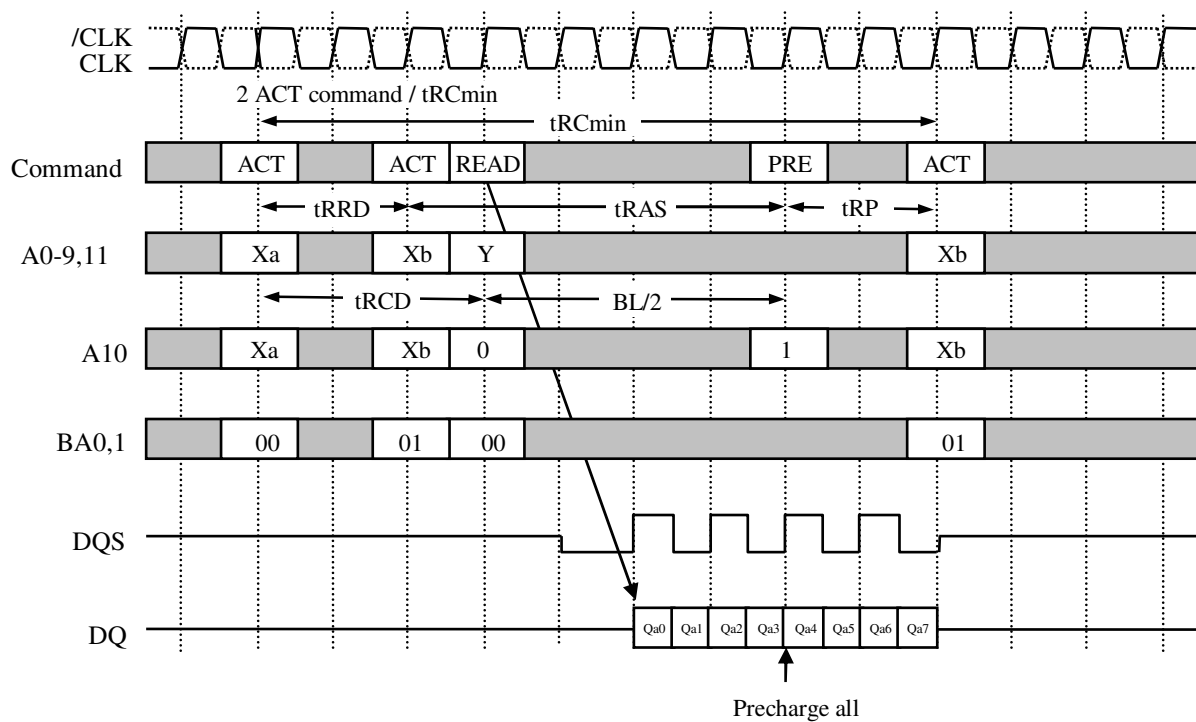 /CLK
CLK
2 ACT command / tRCmin
tRCmin
Command ACT ACT READ PRE ACT
tRRD tRAS tRP
A0-9,11 Xa Xb Y Xb
tRCD BL/2
A10 Xa Xb 0 1 Xb
BA0,1 00 01 00 01
DQS
DQ Qa0 Qa1 Qa2 Qa3 Qa4 Qa5 Qa6 Qa7
Precharge all